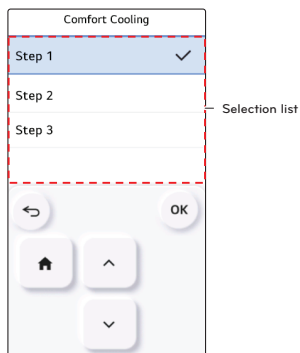 Comfort Cooling
Step 1
Step 2
Selection list
Step 3
OK